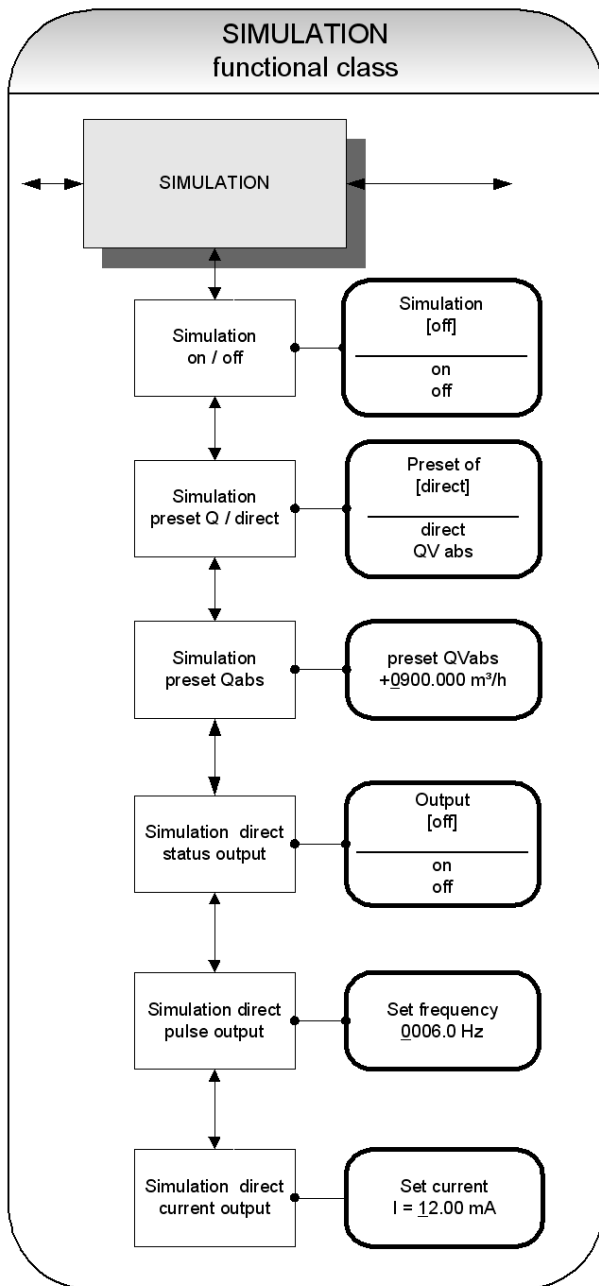 SIMULATION
functional class
SIMULATION
Simulation
on / off
Simulation
[off]
on
off
Simulation
preset Q / direct
Preset of
[direct]
direct
QV abs
Simulation
preset Qabs
preset QVabs
+0900.000 m³/h
Simulation direct
status output
Output
[off]
on
off
Simulation direct
pulse output
Set frequency
0006.0 Hz
Simulation direct
current output
Set current
I = 12.00 mA